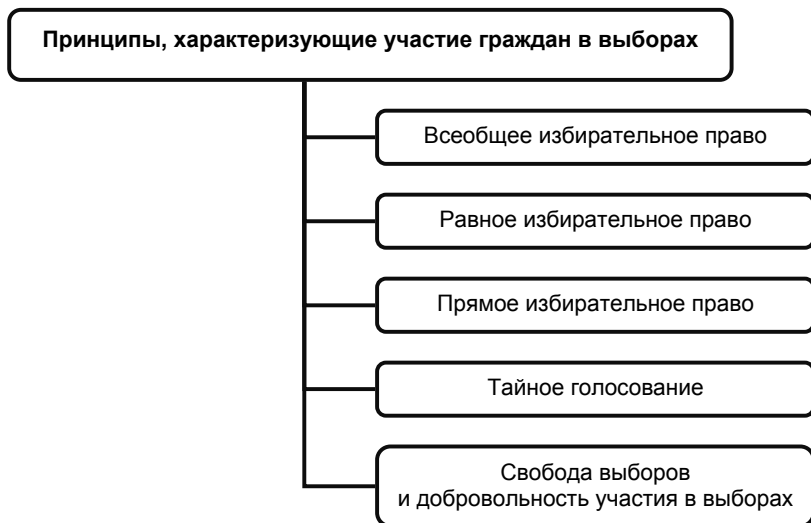 Принципы, характеризующие участие граждан в выборах
Всеобщее избирательное право
Равное избирательное право
Прямое избирательное право
Тайное голосование
Свобода выборов
и добровольность участия в выборах